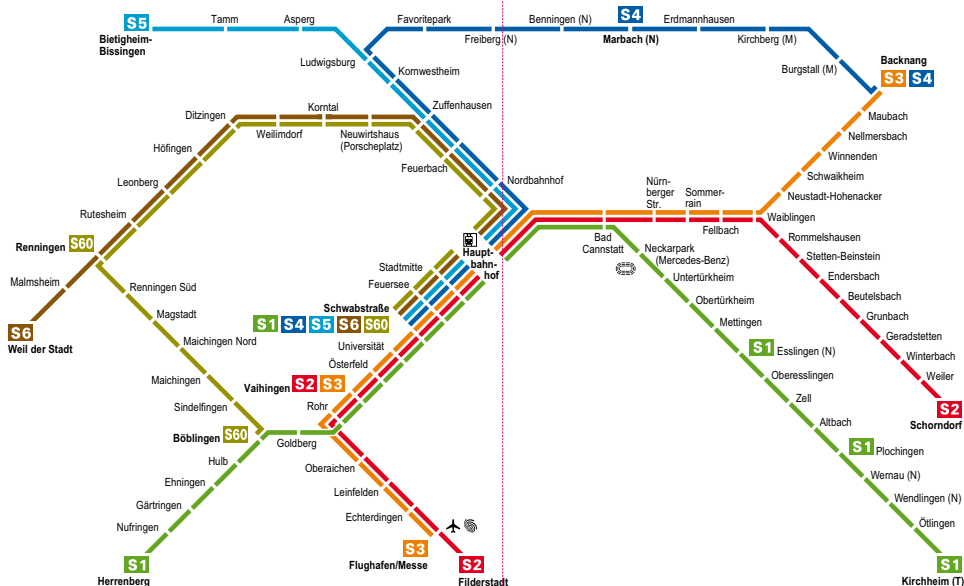 S5
Bietigheim-
Bissingen
Tamm
Asperg
Ludwigsburg
Favoritepark
Freiberg (N)
Benningen (N)
S4
Marbach (N)
Erdmannhausen
Kirchberg (M)
Burgstall (M)
Backnang
S3 S4
Kornwestheim
Zuffenhausen
Nordbahnhof
Maubach
Nellmersbach
Winnenden
Schwaikheim
Neustadt-Hohenacker
Waiblingen
Ditzingen
Korntal
Weilimdorf
Neuwirtshaus
(Porscheplatz)
Feuerbach
Höfingen
Leonberg
Rutesheim
Renningen S60
Malmsheim
S6
Weil der Stadt
Renningen Süd
Magstadt
Maichingen Nord
Maichingen
Sindelfingen
Böblingen S60
Haupt-
bahn-
hof
Stadtmitte
Feuersee
Schwabstraße
S1 S4 S5 S6 S60
Universität
Österfeld
Vaihingen S2 S3
Rohr
Goldberg
Hulb
Ehningen
Gärtringen
Nufringen
S1
Herrenberg
Oberaichen
Leinfelden
Echterdingen
S3
Flughafen/Messe
S2
Filderstadt
Bad
Cannstatt
Nürn-
berger
Str.
Sommer-
rain
Fellbach
Rommelshausen
Stetten-Beinstein
Endersbach
Beutelsbach
Grunbach
Geradstetten
Winterbach
Weiler
S2
Schorndorf
Neckarpark
(Mercedes-Benz)
Untertürkheim
Obertürkheim
Mettingen
S1 Esslingen (N)
Oberesslingen
Zell
Altbach
S1 Plochingen
Wernau (N)
Wendlingen (N)
Ötlingen
S1
Kirchheim (T)